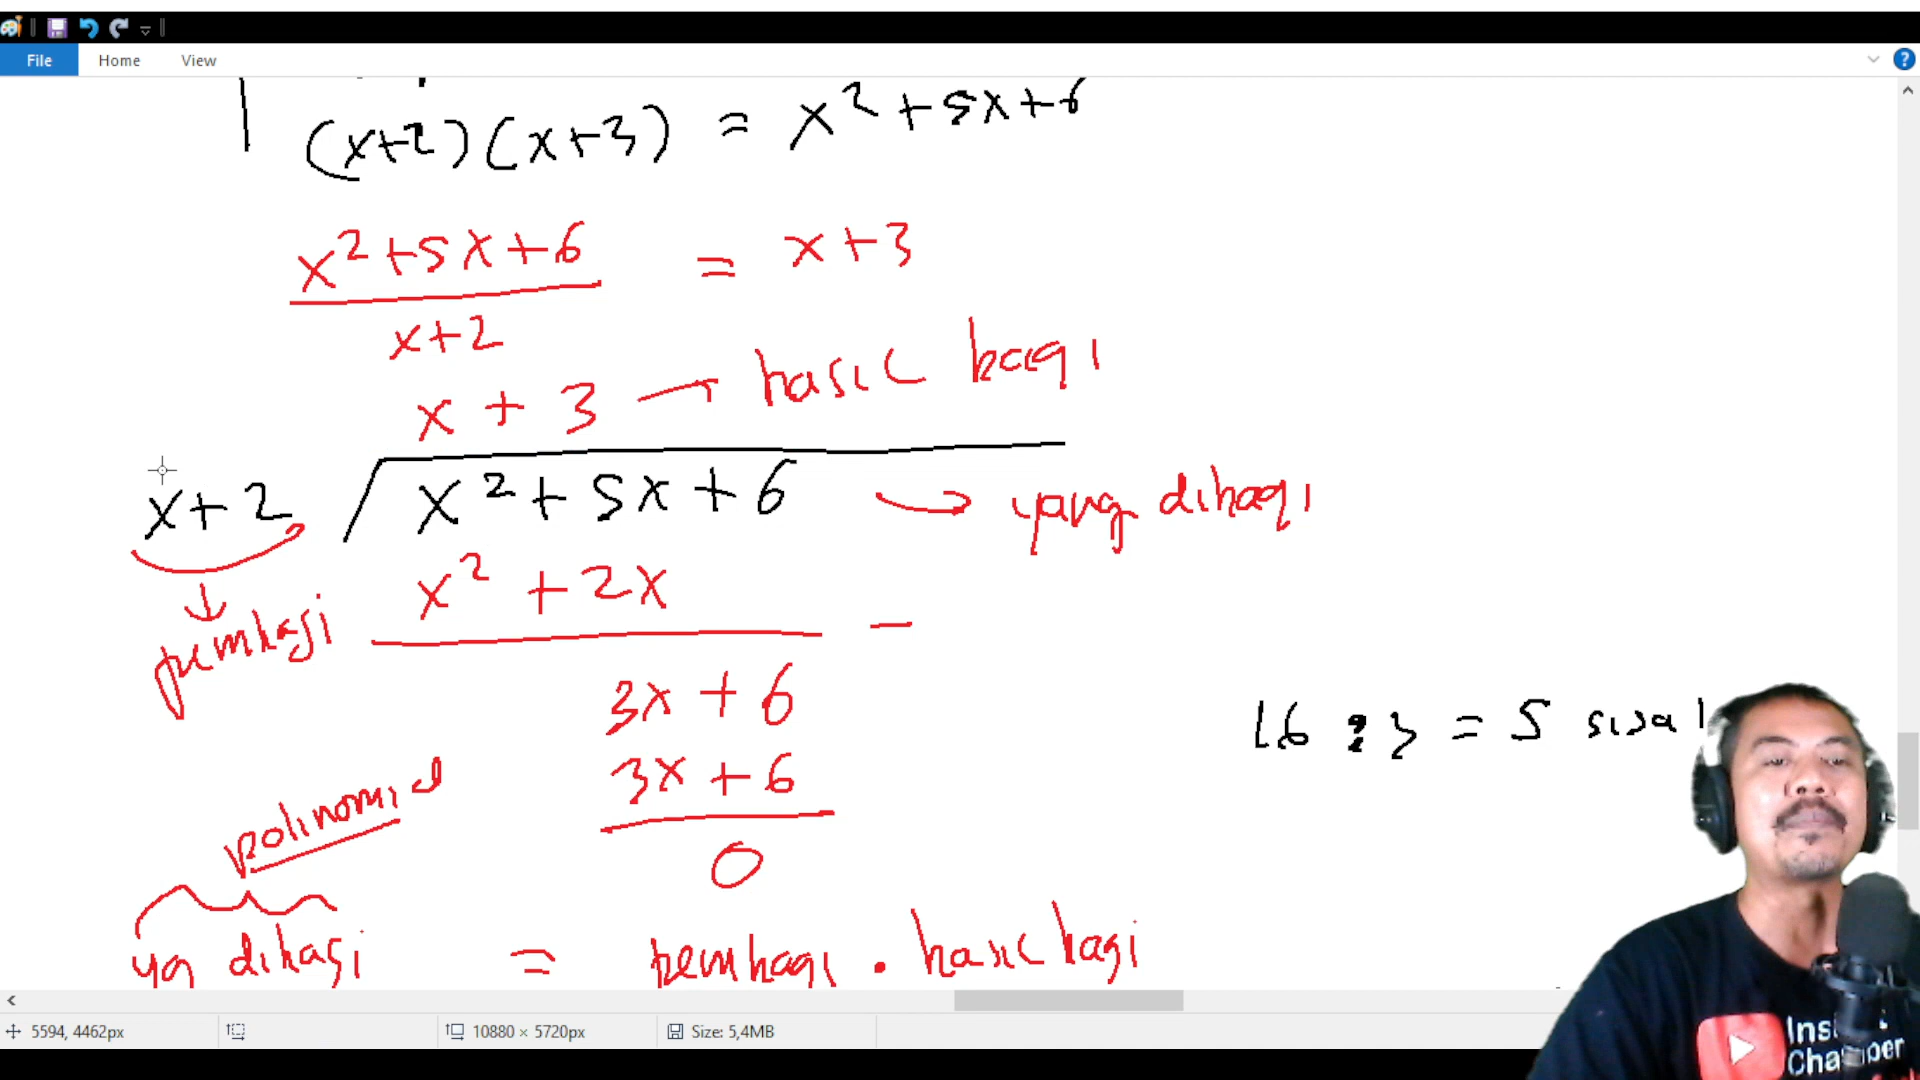 File Home View
(x+2)(x+3) = x² + 5x + 6
x² + 5x + 6 = x + 3
x+2
x + 3 → hasil bagi
x+2 x² + 5x + 6 → yang dibagi
x² + 2x −
pembagi
3x + 6
16 : 3 = 5 sisa 1
3x + 6
polinomial
0
yg dibagi = pembagi . hasil bagi
5594, 4462px 10880 × 5720px Size: 5,4MB